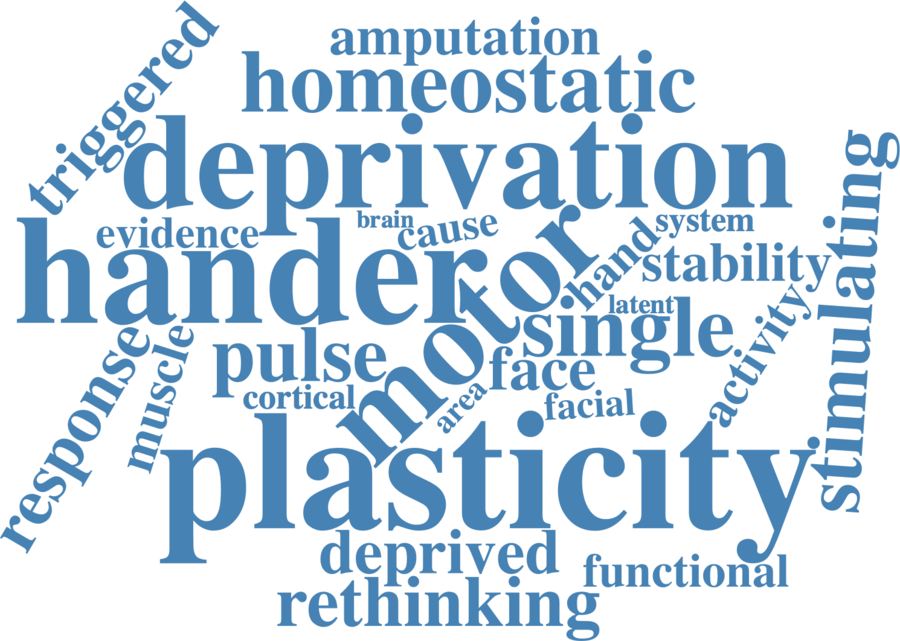 triggered
amputation
homeostatic
deprivation
stimulating
evidence
brain
cause
system
hander
motor
hand
stability
latent
single
activity
response
muscle
pulse
face
cortical
area
facial
plasticity
deprived
functional
rethinking